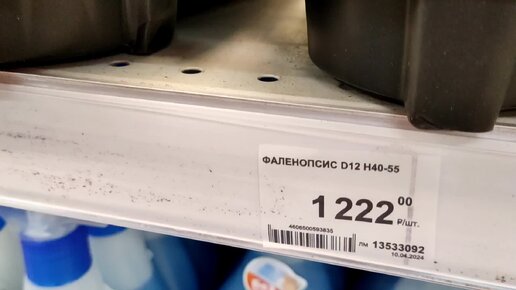 ФАЛЕНОПСИС D12 H40-55
1 222 00
₽/шт.
4606500593835
лм 13533092
10.04.2024